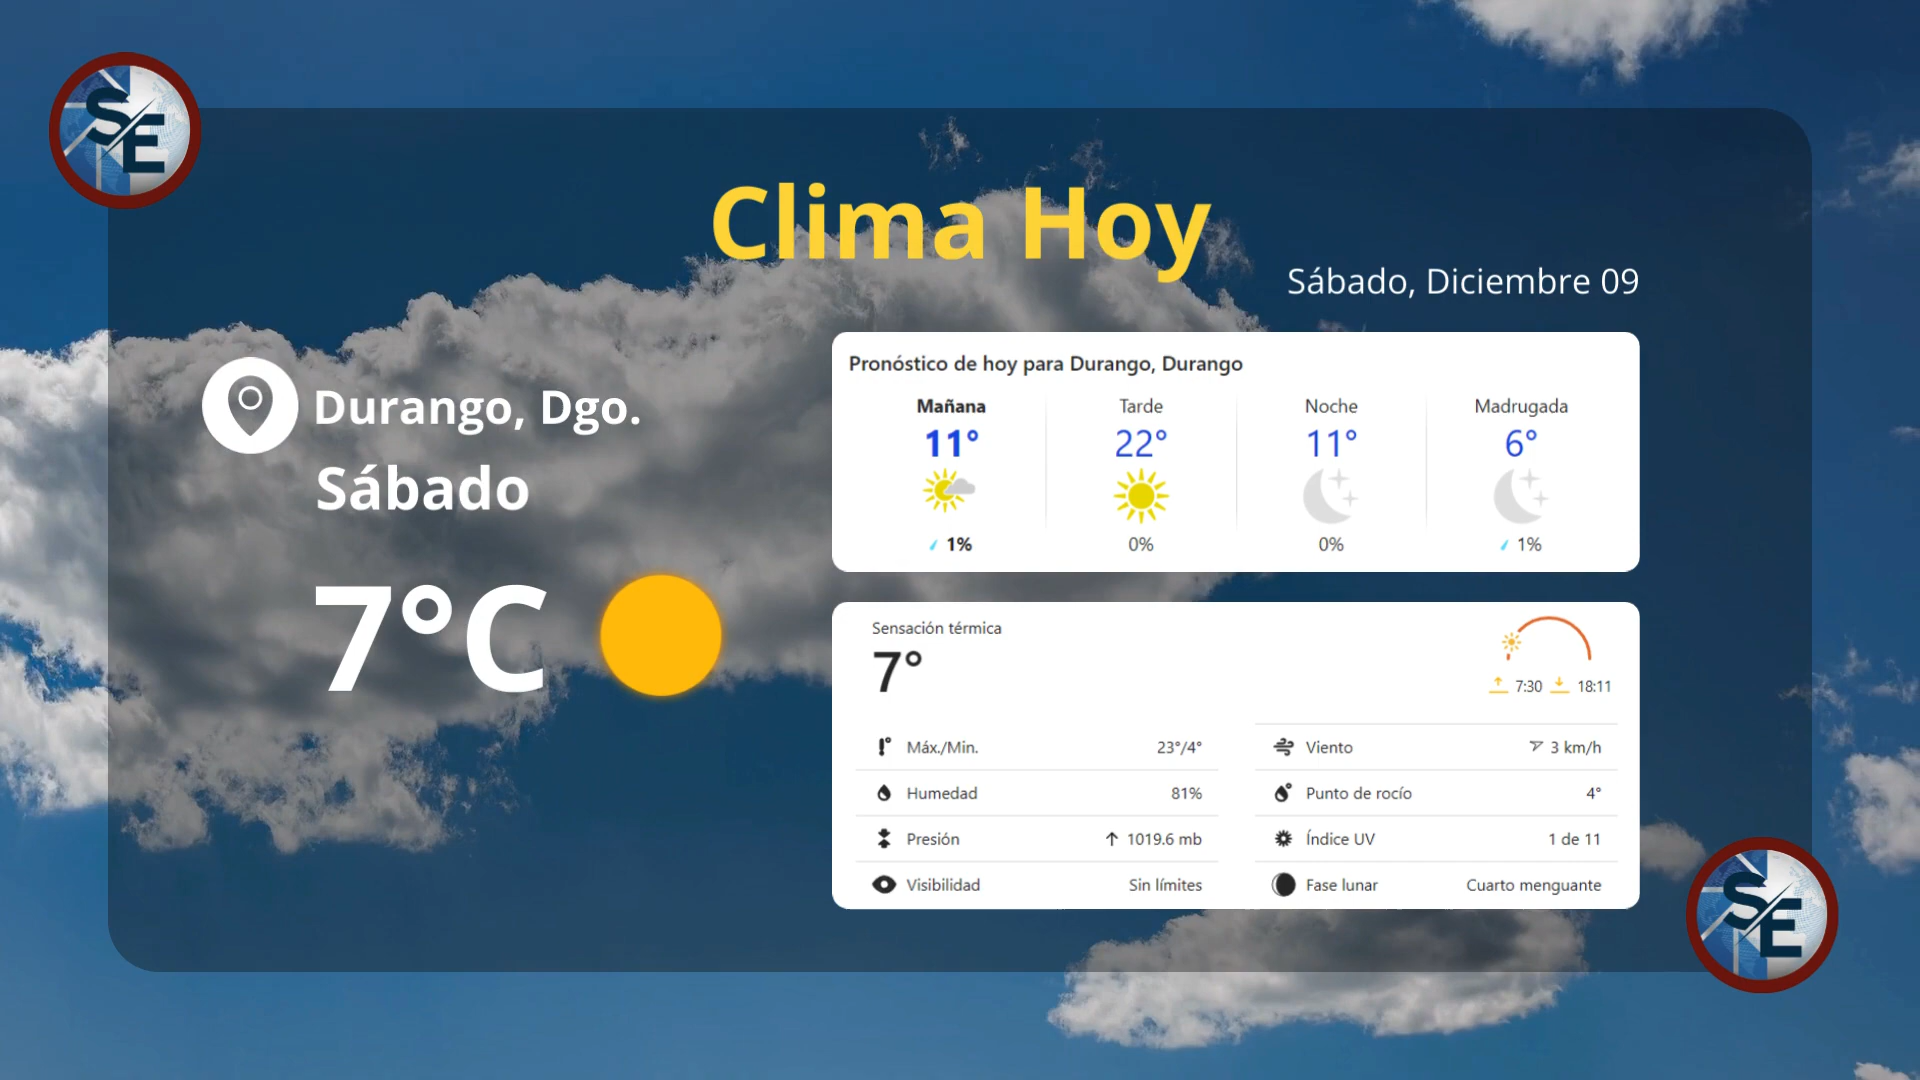 SE
Clima Hoy
Sábado, Diciembre 09
Durango, Dgo.
Sábado
7°C
Pronóstico de hoy para Durango, Durango
Mañana Tarde Noche Madrugada
11° 22° 11° 6°
1% 0% 0% 1%
Sensación térmica
7°
7:30 18:11
Máx./Min. 23°/4°
Humedad 81%
Presión ↑ 1019.6 mb
Visibilidad Sin límites
Viento 3 km/h
Punto de rocío 4°
Índice UV 1 de 11
Fase lunar Cuarto menguante
SE